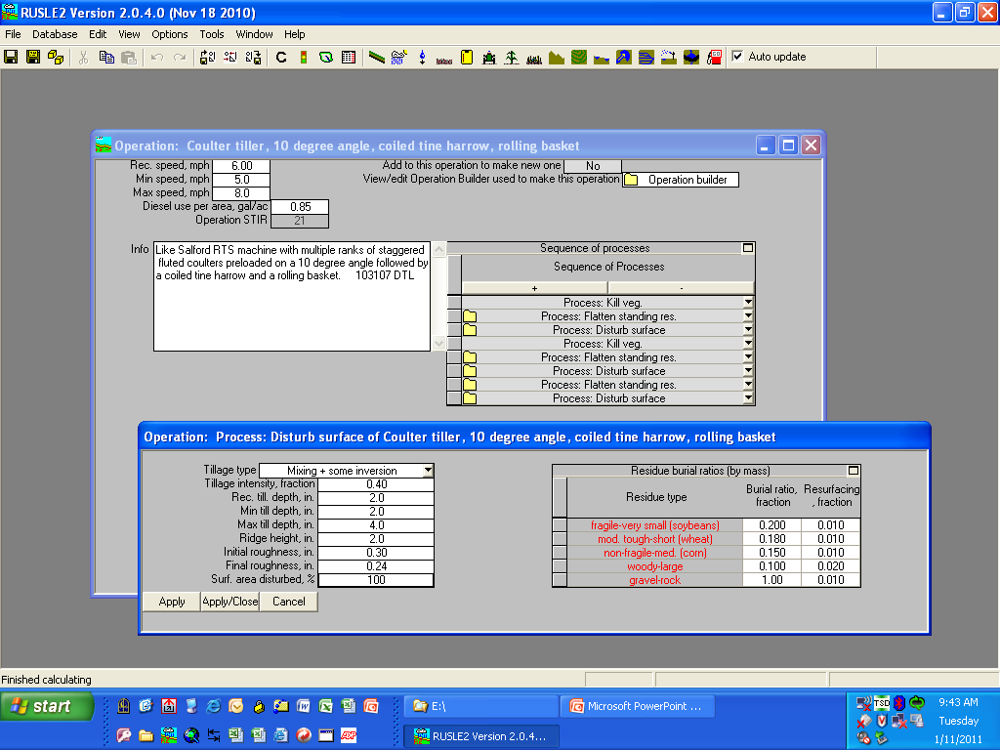 RUSLE2 Version 2.0.4.0 (Nov 18 2010)
File Database Edit View Options Tools Window Help
Auto update
Operation: Coulter tiller, 10 degree angle, coiled tine harrow, rolling basket
Rec. speed, mph 6.00 Add to this operation to make new one No
Min speed, mph 5.0 View/edit Operation Builder used to make this operation Operation builder
Max speed, mph 8.0
Diesel use per area, gal/ac 0.85
Operation STIR 21
Info
Like Salford RTS machine with multiple ranks of staggered
fluted coulters preloaded on a 10 degree angle followed by
a coiled tine harrow and a rolling basket. 103107 DTL
Sequence of processes
Sequence of Processes
+ -
Process: Kill veg.
Process: Flatten standing res.
Process: Disturb surface
Process: Kill veg.
Process: Flatten standing res.
Process: Disturb surface
Process: Flatten standing res.
Process: Disturb surface
Operation: Process: Disturb surface of Coulter tiller, 10 degree angle, coiled tine harrow, rolling basket
Tillage type Mixing + some inversion
Tillage intensity, fraction 0.40
Rec. till. depth, in. 2.0
Min till depth, in. 2.0
Max till depth, in. 4.0
Ridge height, in. 2.0
Initial roughness, in. 0.30
Final roughness, in. 0.24
Surf. area disturbed, % 100
Apply Apply/Close Cancel
Residue burial ratios (by mass)
Residue type Burial ratio, fraction Resurfacing , fraction
fragile-very small (soybeans) 0.200 0.010
mod. tough-short (wheat) 0.180 0.010
non-fragile-med. (corn) 0.150 0.010
woody-large 0.100 0.020
gravel-rock 1.00 0.010
Finished calculating
start
E:\
Microsoft PowerPoint ...
RUSLE2 Version 2.0.4...
TSD
9:43 AM
Tuesday
1/11/2011